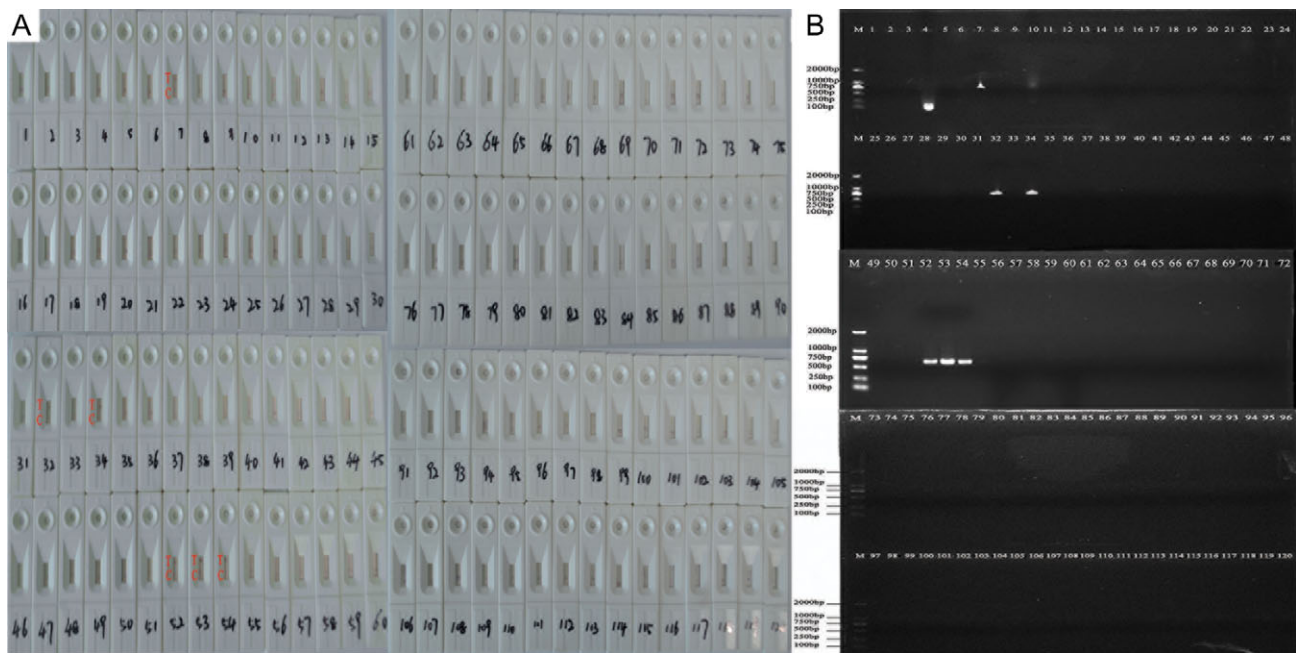 A
B
T
C
1 2 3 4 5 6 7 8 9 10 11 12 13 14 15
16 17 18 19 20 21 22 23 24 25 26 27 28 29 30
T T
C C
31 32 33 34 35 36 37 38 39 40 41 42 43 44 45
T T T
C C C
46 47 48 49 50 51 52 53 54 55 56 57 58 59 60
61 62 63 64 65 66 67 68 69 70 71 72 73 74 75
76 77 78 79 80 81 82 83 84 85 86 87 88 89 90
91 92 93 94 95 96 97 98 99 100 101 102 103 104 105
106 107 108 109 110 111 112 113 114 115 116 117
M 1 2 3 4 5 6 7 8 9 10 11 12 13 14 15 16 17 18 19 20 21 22 23 24
2000bp
1000bp
750bp
500bp
250bp
100bp
M 25 26 27 28 29 30 31 32 33 34 35 36 37 38 39 40 41 42 43 44 45 46 47 48
2000bp
1000bp
750bp
500bp
250bp
100bp
M 49 50 51 52 53 54 55 56 57 58 59 60 61 62 63 64 65 66 67 68 69 70 71 72
2000bp
1000bp
750bp
500bp
250bp
100bp
M 73 74 75 76 77 78 79 80 81 82 83 84 85 86 87 88 89 90 91 92 93 94 95 96
2000bp
1000bp
750bp
500bp
250bp
100bp
M 97 98 99 100 101 102 103 104 105 106 107 108 109 110 111 112 113 114 115 116 117 118 119 120
2000bp
1000bp
750bp
500bp
250bp
100bp